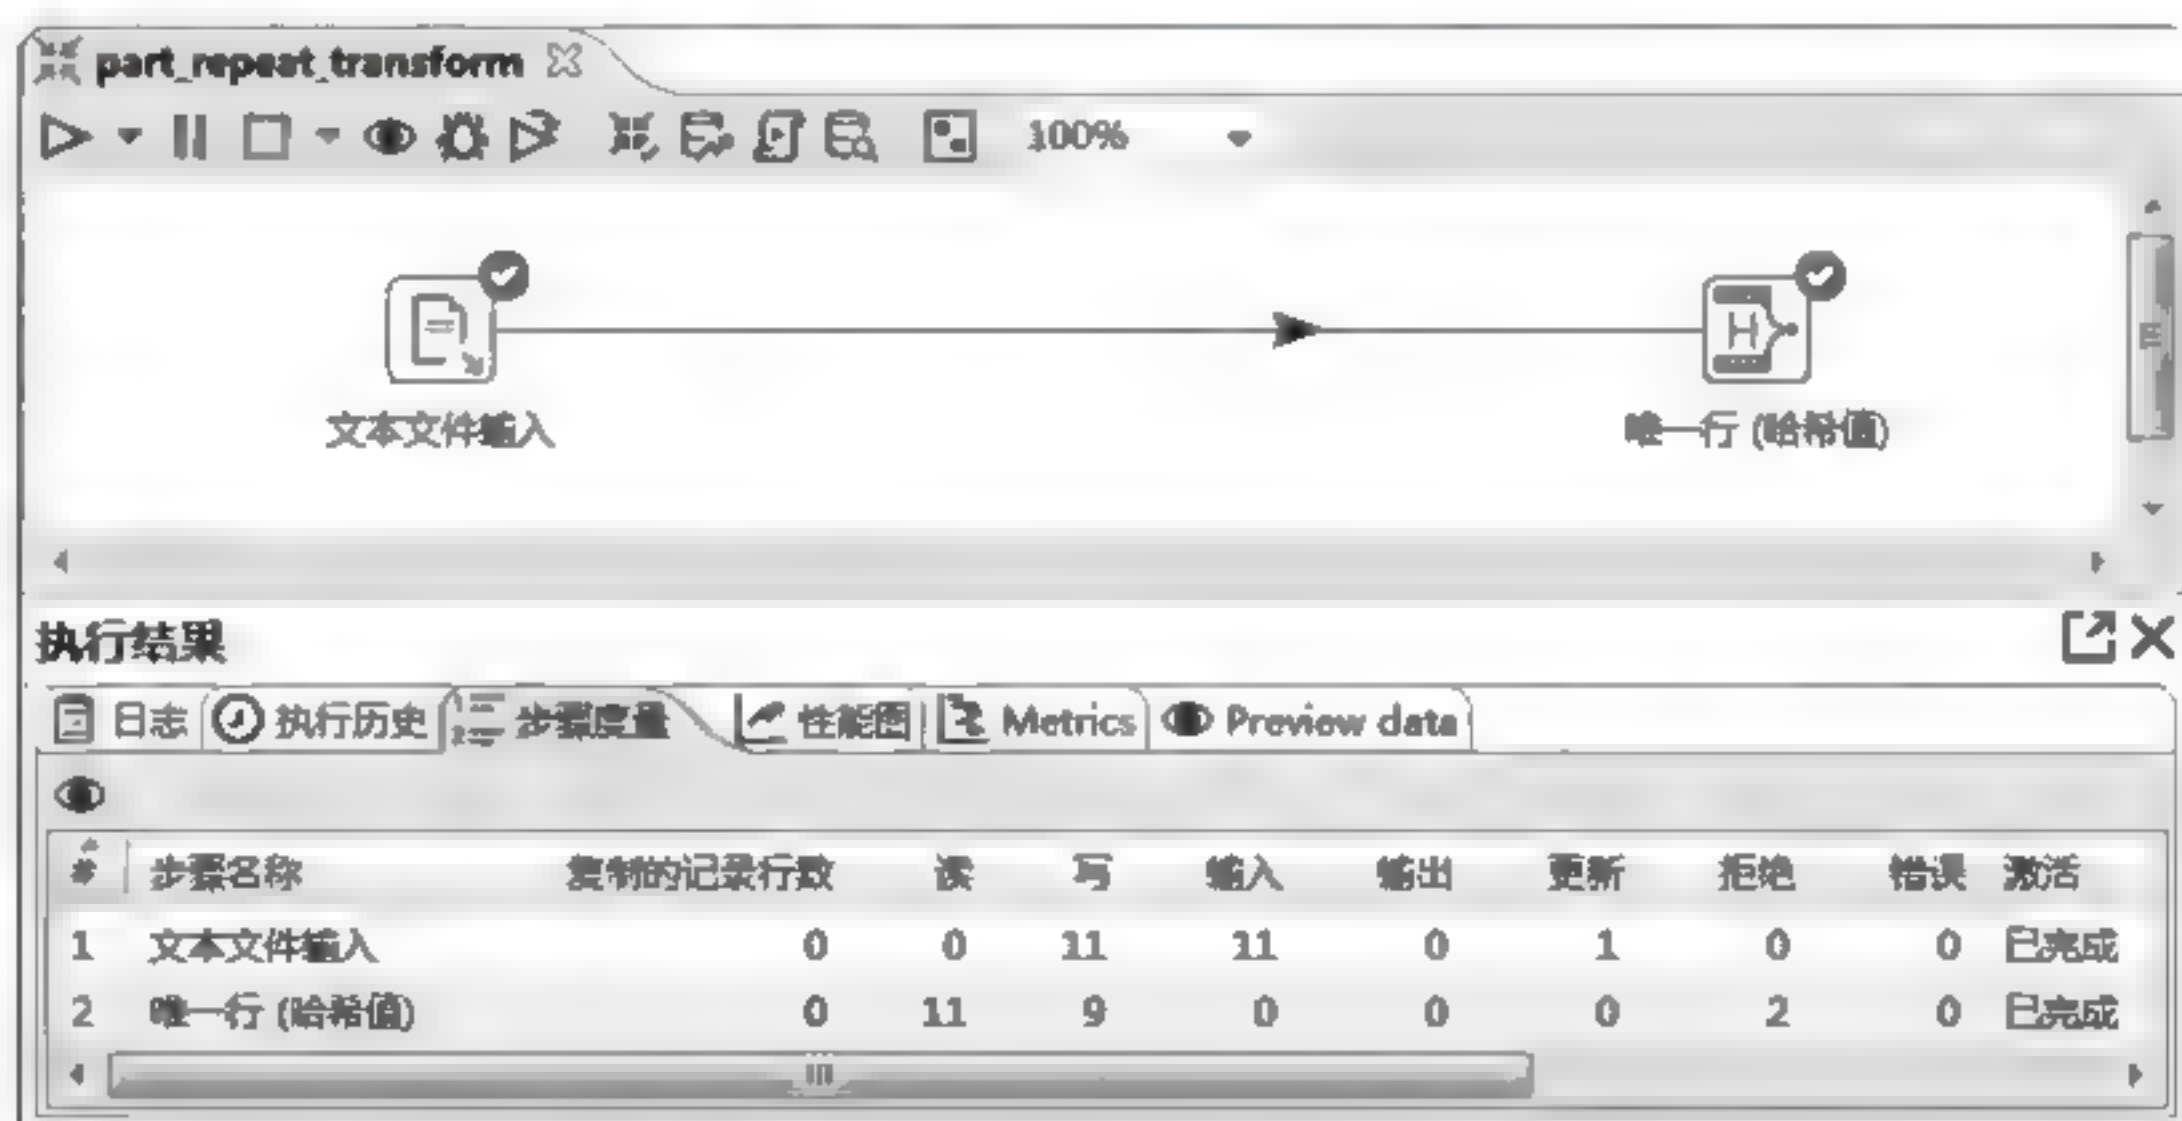 part_repeat_transform
100%
文本文件输入 唯一行 (哈希值)
执行结果
日志 执行历史 步骤度量 性能图 Metrics Preview data
# 步骤名称 复制的记录行数 读 写 输入 输出 更新 拒绝 错误 激活
1 文本文件输入 0 0 11 11 0 1 0 0 已完成
2 唯一行 (哈希值) 0 11 9 0 0 0 2 0 已完成